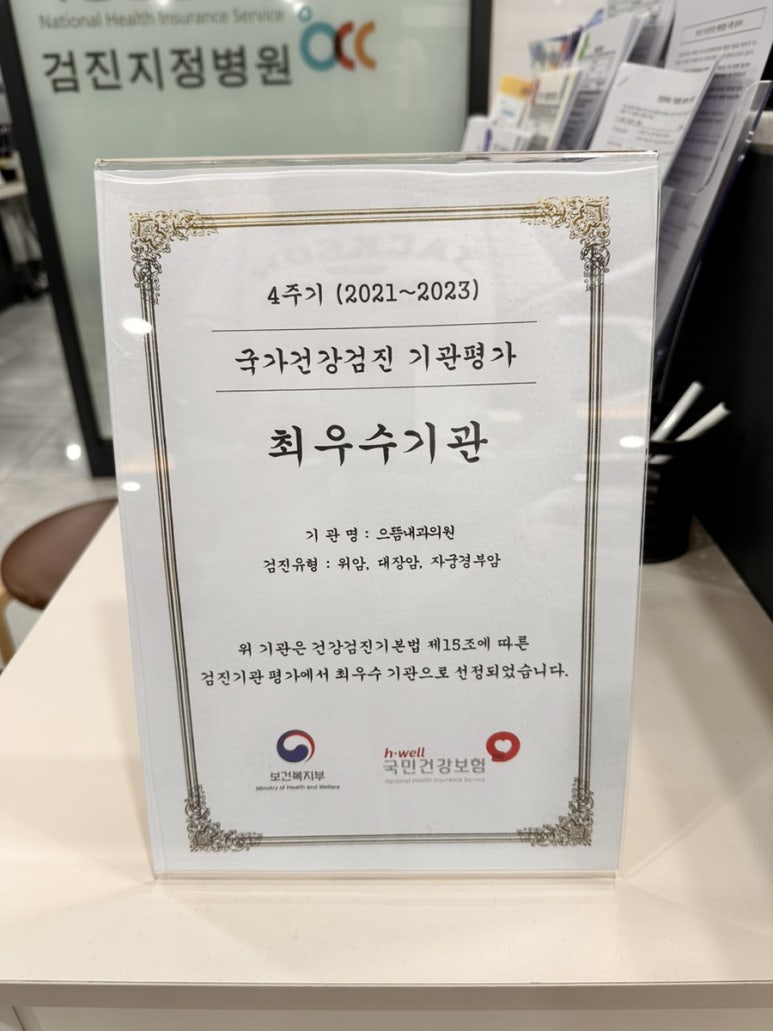 National Health Insurance Service
검진지정병원
4주기 (2021~2023)
국가건강검진 기관평가
최우수기관
기 관 명 : 으뜸내과의원
검진유형 : 위암, 대장암, 자궁경부암
위 기관은 건강검진기본법 제15조에 따른
검진기관 평가에서 최우수 기관으로 선정되었습니다.
보건복지부
Ministry of Health and Welfare
h·well
국민건강보험
National Health Insurance Service